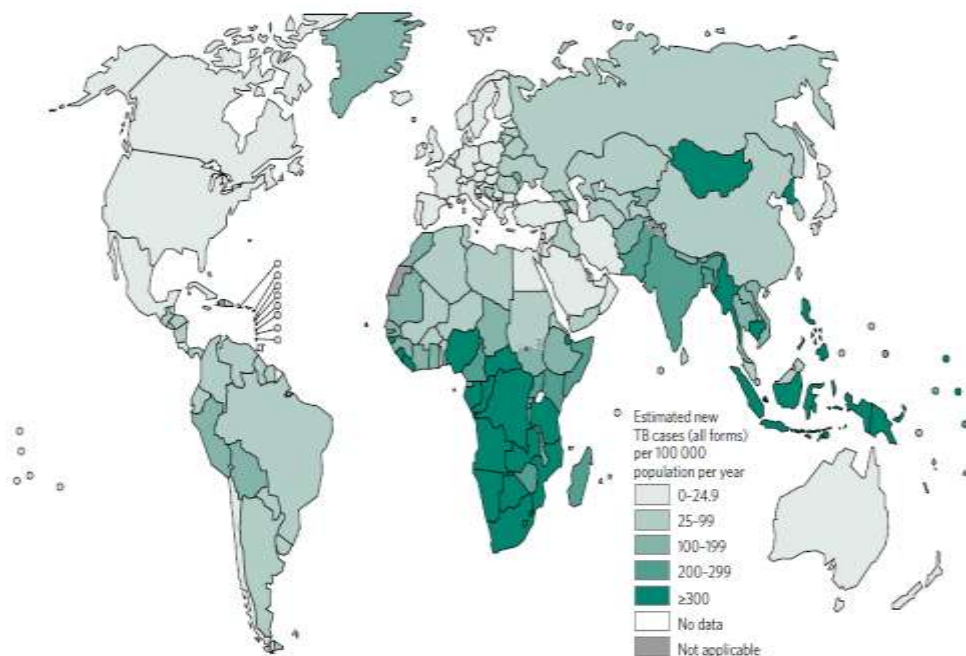 Estimated new
TB cases (all forms)
per 100 000
population per year
0–24.9
25–99
100–199
200–299
≥300
No data
Not applicable